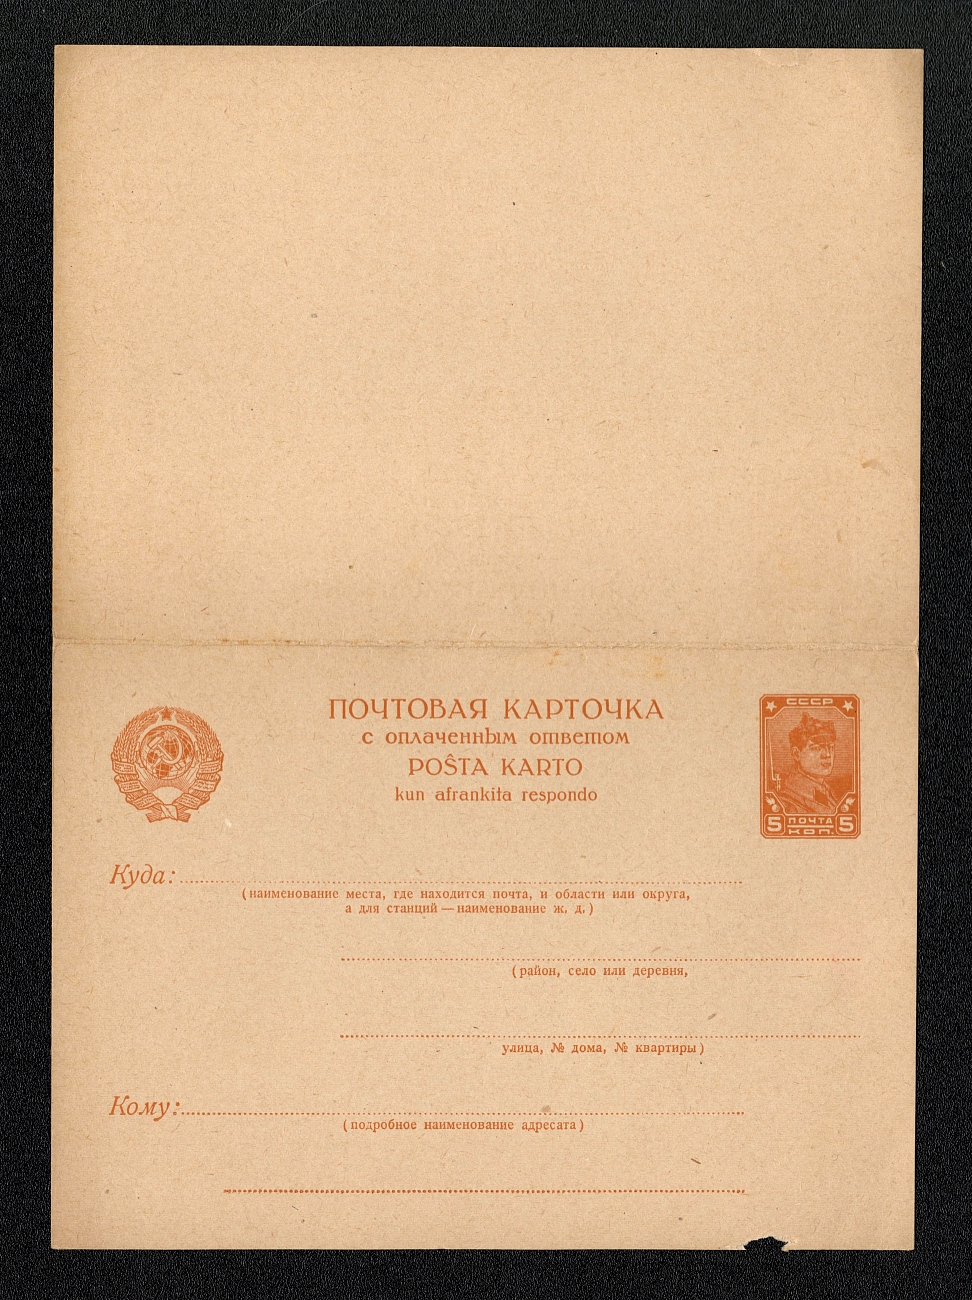 ПОЧТОВАЯ КАРТОЧКА
с оплаченным ответом
POŜTA KARTO
kun afrankita respondo
СССР
5 ПОЧТА КОП. 5
Куда:
(наименование места, где находится почта, и области или округа,
а для станций — наименование ж. д.)
(район, село или деревня,
улица, № дома, № квартиры)
Кому:
(подробное наименование адресата)